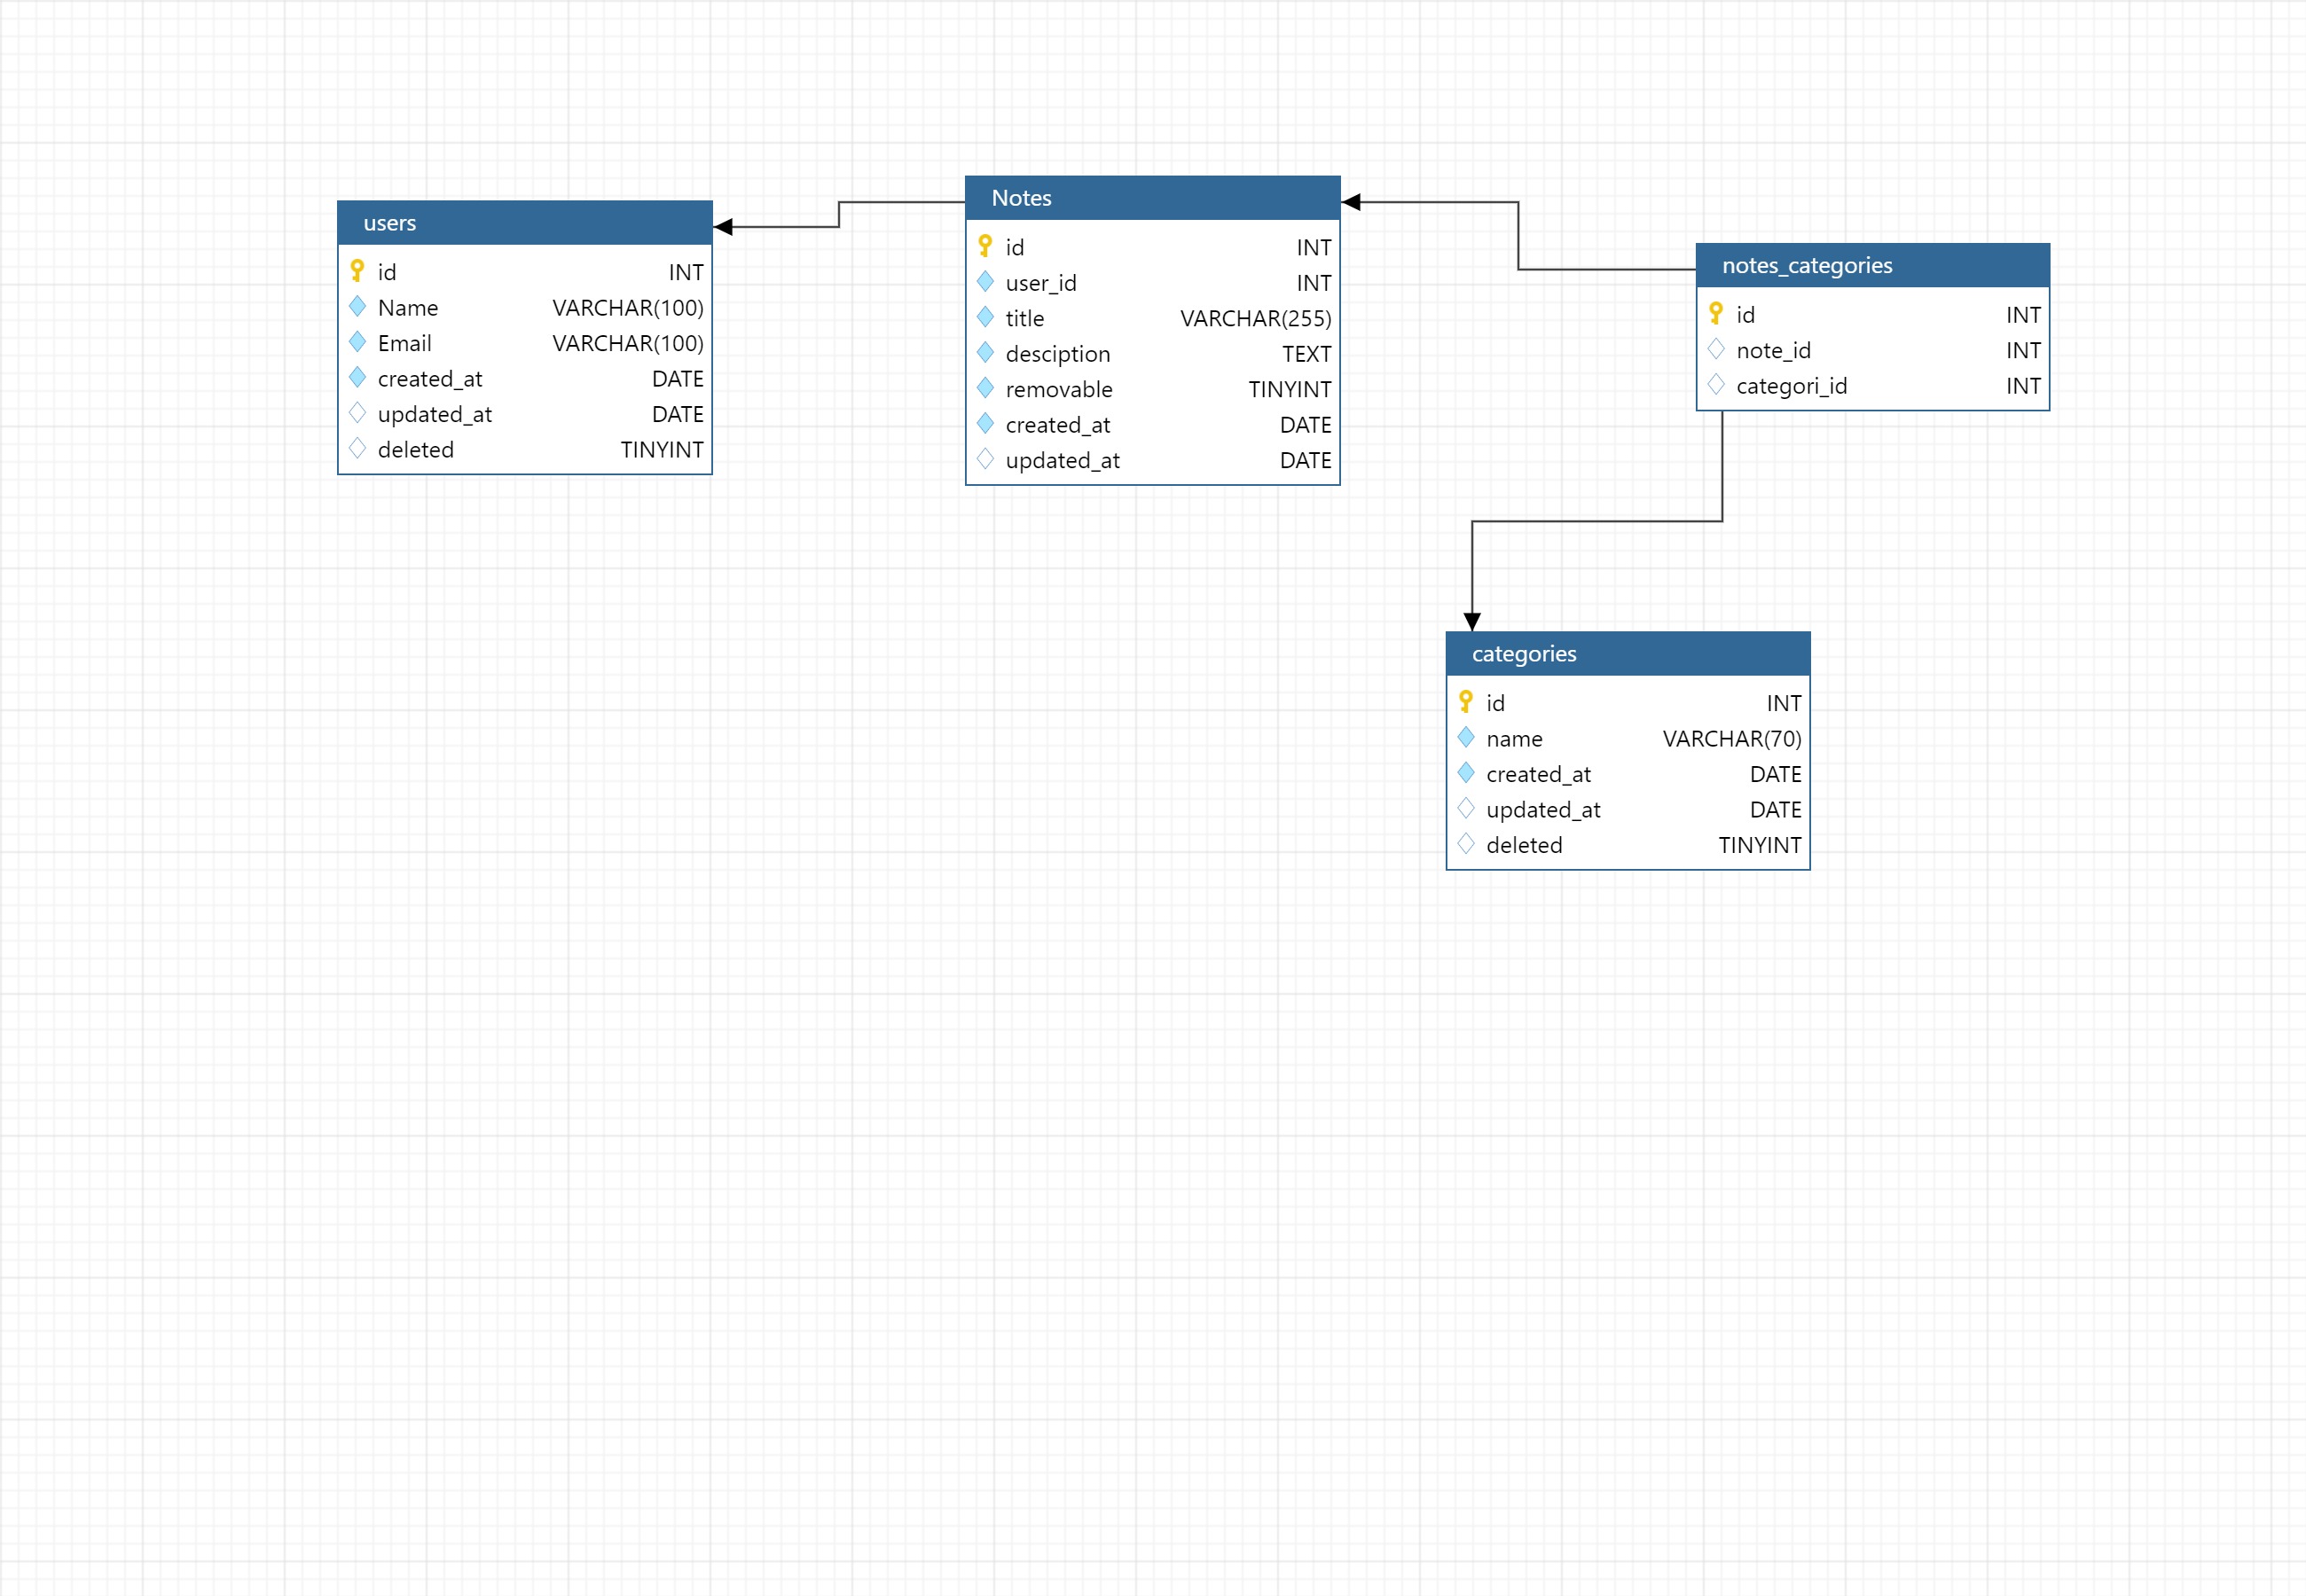 users
id INT
Name VARCHAR(100)
Email VARCHAR(100)
created_at DATE
updated_at DATE
deleted TINYINT
Notes
id INT
user_id INT
title VARCHAR(255)
desciption TEXT
removable TINYINT
created_at DATE
updated_at DATE
notes_categories
id INT
note_id INT
categori_id INT
categories
id INT
name VARCHAR(70)
created_at DATE
updated_at DATE
deleted TINYINT